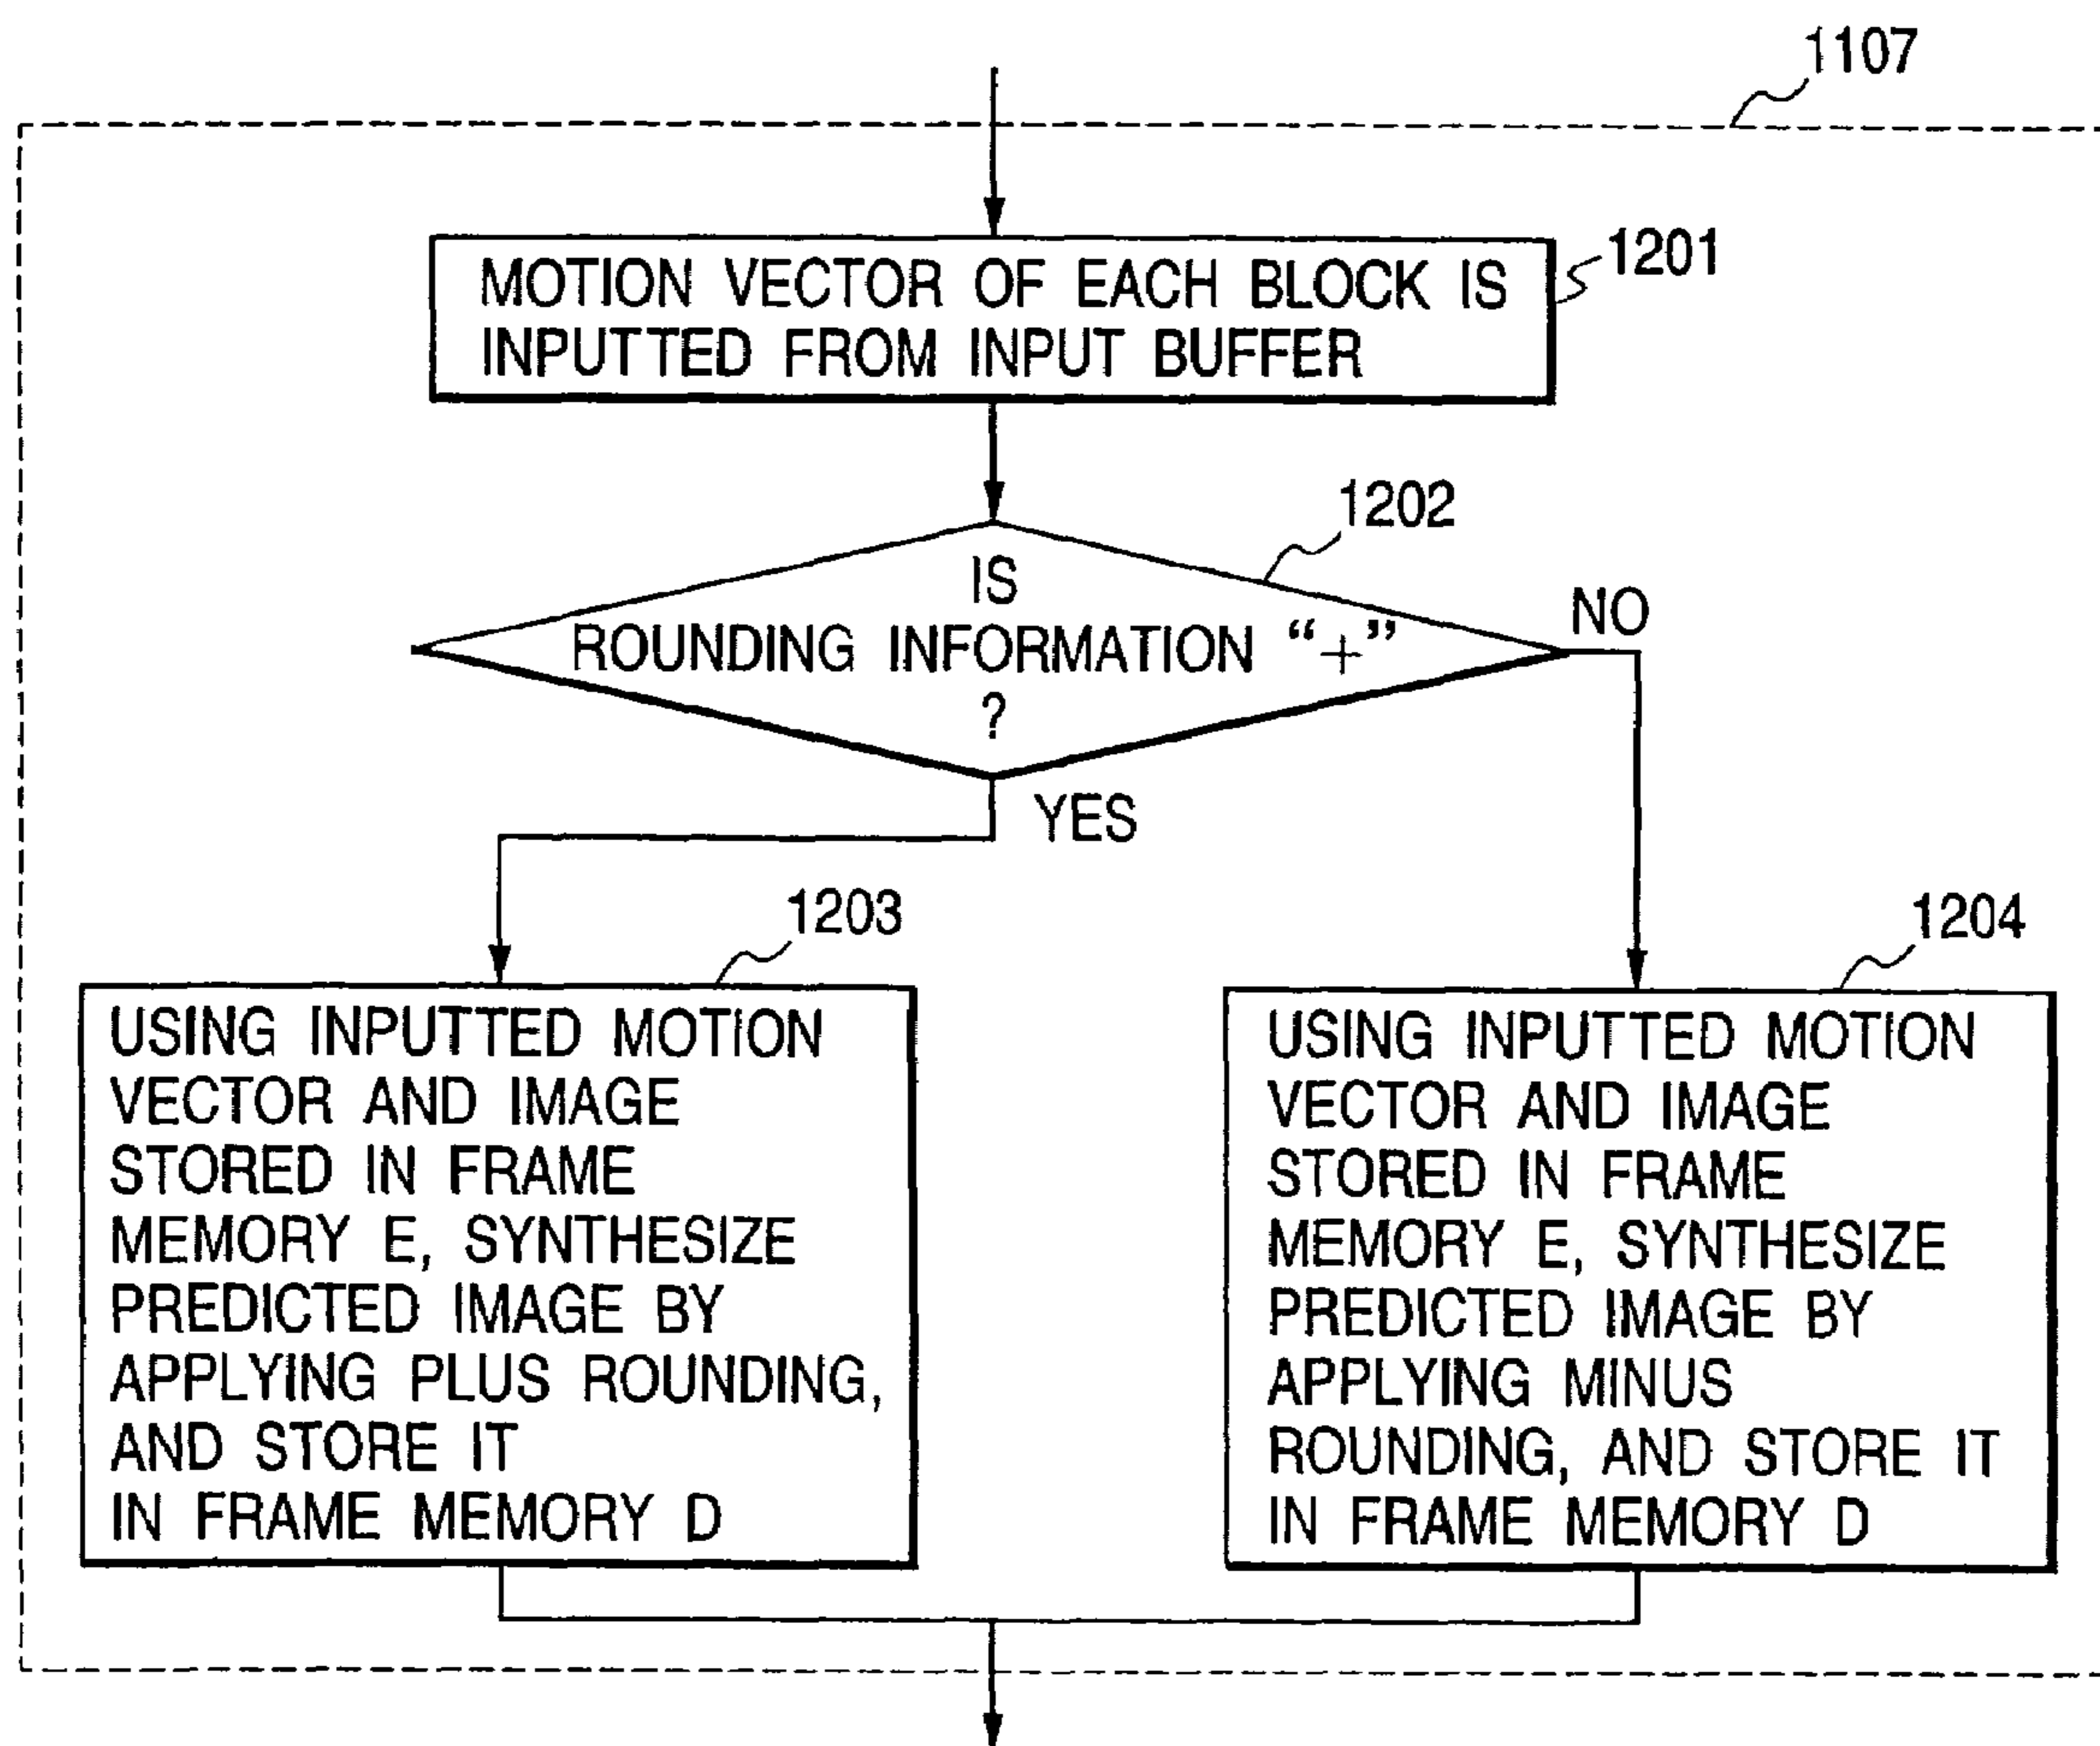 1107
MOTION VECTOR OF EACH BLOCK IS
INPUTTED FROM INPUT BUFFER
1201
1202
IS
ROUNDING INFORMATION “+”
?
NO
YES
1203
USING INPUTTED MOTION
VECTOR AND IMAGE
STORED IN FRAME
MEMORY E, SYNTHESIZE
PREDICTED IMAGE BY
APPLYING PLUS ROUNDING,
AND STORE IT
IN FRAME MEMORY D
1204
USING INPUTTED MOTION
VECTOR AND IMAGE
STORED IN FRAME
MEMORY E, SYNTHESIZE
PREDICTED IMAGE BY
APPLYING MINUS
ROUNDING, AND STORE IT
IN FRAME MEMORY D